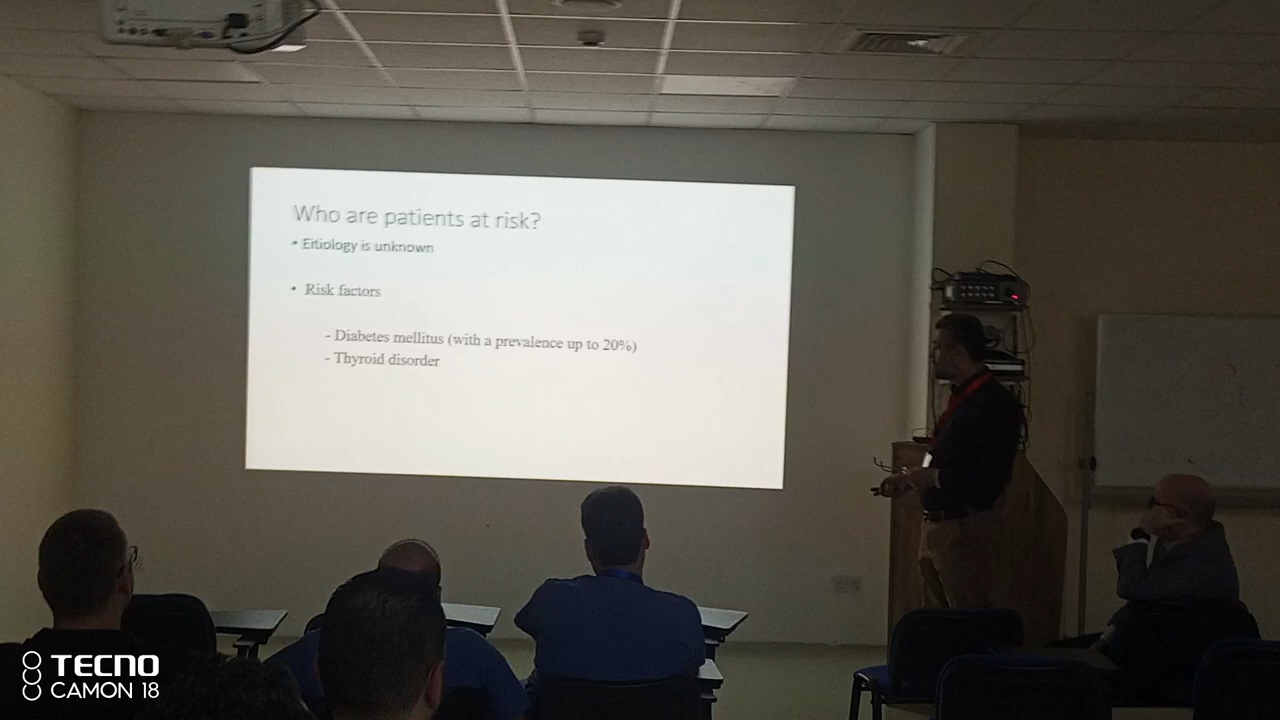 Who are patients at risk?
• Eitiology is unknown
• Risk factors
- Diabetes mellitus (with a prevalence up to 20%)
- Thyroid disorder
TECNO
CAMON 18